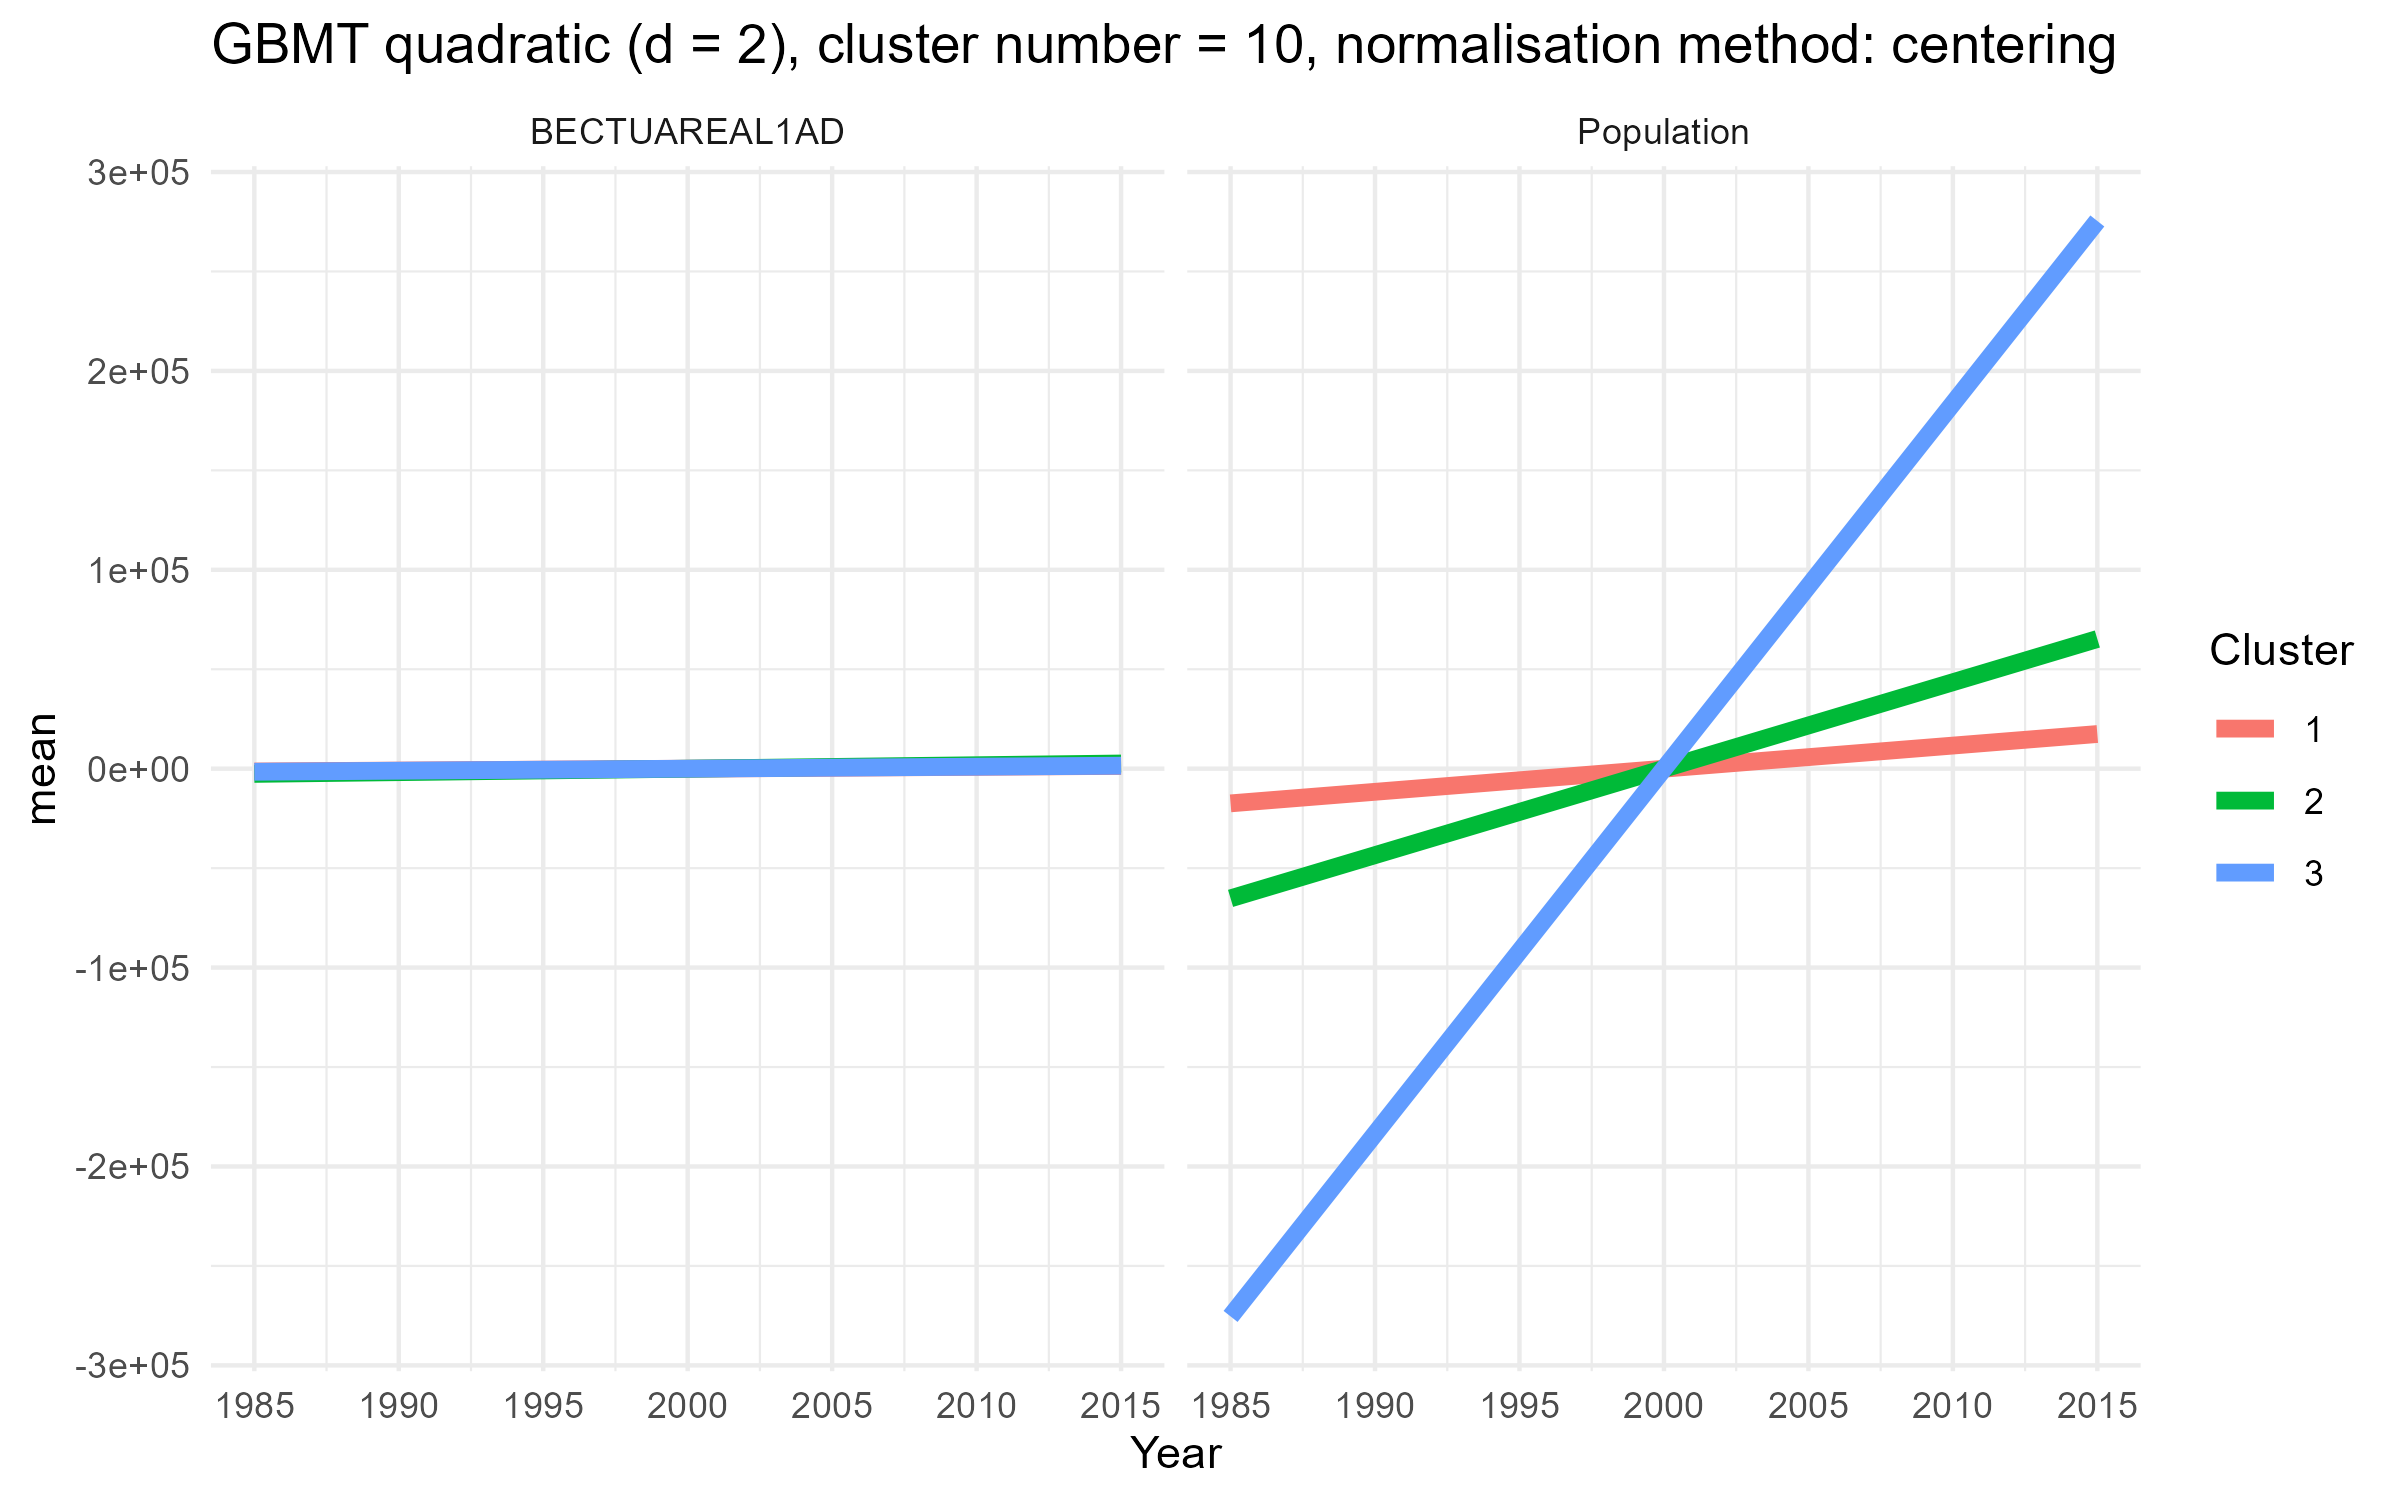 GBMT quadratic (d = 2), cluster number = 10, normalisation method: centering
BECTUAREAL1AD
Population
3e+05
2e+05
1e+05
0e+00
-1e+05
-2e+05
-3e+05
mean
1985 1990 1995 2000 2005 2010 2015
1985 1990 1995 2000 2005 2010 2015
Year
Cluster
1
2
3